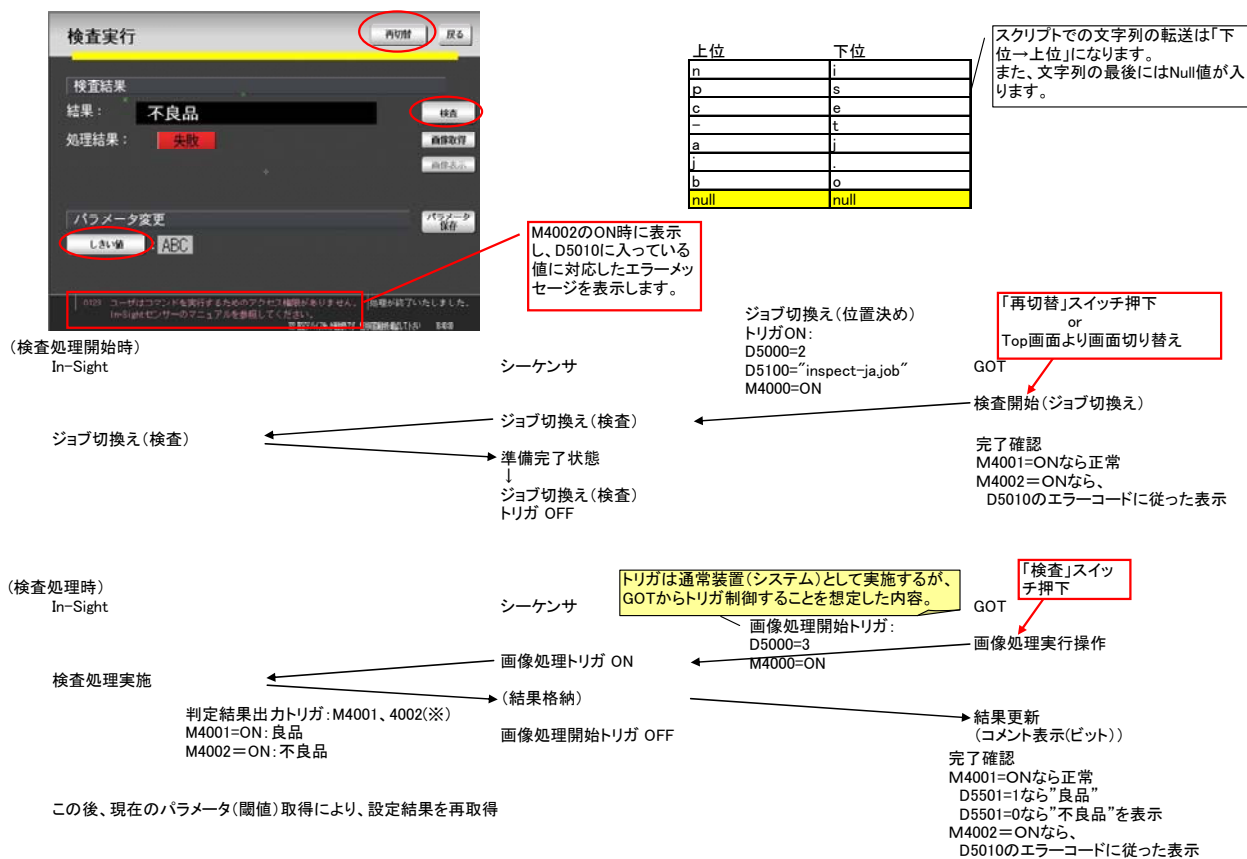 検査実行
再切替
戻る
検査結果
結果：
不良品
検査
処理結果：
失敗
画像取得
画像表示
パラメータ変更
パラメータ
保存
しきい値
:
ABC
0123 ユーザはコマンドを実行するためのアクセス権限がありません。
In-Sightセンサーのマニュアルを参照してください。
処理が終了いたしました。
上位 下位
n i
p s
c e
- t
a j
j .
b o
null null
スクリプトでの文字列の転送は「下
位→上位」になります。
また、文字列の最後にはNull値が入
ります。
M4002のON時に表示
し、D5010に入っている
値に対応したエラーメッ
セージを表示します。
（検査処理開始時）
In-Sight
シーケンサ
ジョブ切換え（位置決め）
トリガON:
D5000=2
D5100="inspect-ja.job"
M4000=ON
「再切替」スイッチ押下
or
Top画面より画面切り替え
GOT
検査開始（ジョブ切換え）
ジョブ切換え（検査）
ジョブ切換え（検査）
準備完了状態
↓
ジョブ切換え（検査）
トリガ OFF
完了確認
M4001=ONなら正常
M4002＝ONなら、
D5010のエラーコードに従った表示
（検査処理時）
In-Sight
シーケンサ
トリガは通常装置（システム）として実施するが、
GOTからトリガ制御することを想定した内容。
「検査」スイッ
チ押下
GOT
画像処理開始トリガ：
D5000=3
M4000=ON
画像処理実行操作
画像処理トリガ ON
検査処理実施
（結果格納）
判定結果出力トリガ：M4001、4002(※)
M4001=ON：良品
M4002＝ON：不良品
画像処理開始トリガ OFF
結果更新
（コメント表示(ビット））
完了確認
M4001=ONなら正常
D5501=1なら"良品"
D5501=0なら"不良品"を表示
M4002＝ONなら、
D5010のエラーコードに従った表示
この後、現在のパラメータ（閾値）取得により、設定結果を再取得